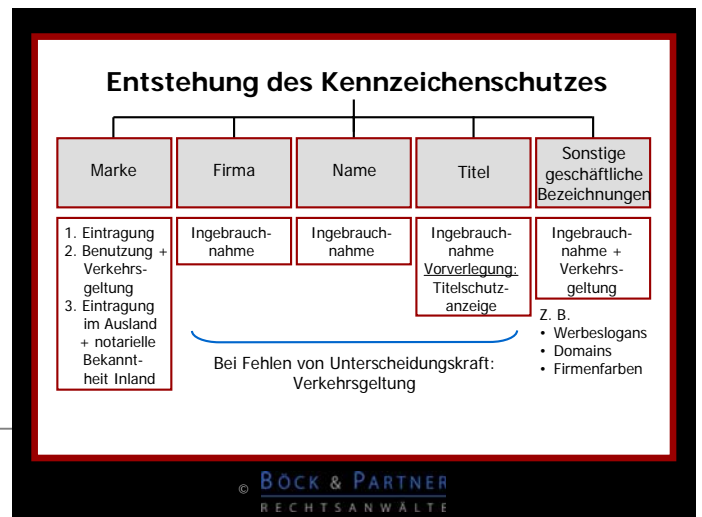 Entstehung des Kennzeichenschutzes
Marke
Firma
Name
Titel
Sonstige
geschäftliche
Bezeichnungen
1. Eintragung
2. Benutzung +
Verkehrs-
geltung
3. Eintragung
im Ausland
+ notarielle
Bekannt-
heit Inland
Ingebrauch-
nahme
Ingebrauch-
nahme
Ingebrauch-
nahme
Vorverlegung:
Titelschutz-
anzeige
Ingebrauch-
nahme +
Verkehrs-
geltung
Z. B.
• Werbeslogans
• Domains
• Firmenfarben
Bei Fehlen von Unterscheidungskraft:
Verkehrsgeltung
© BÖCK & PARTNER
RECHTSANWÄLTE